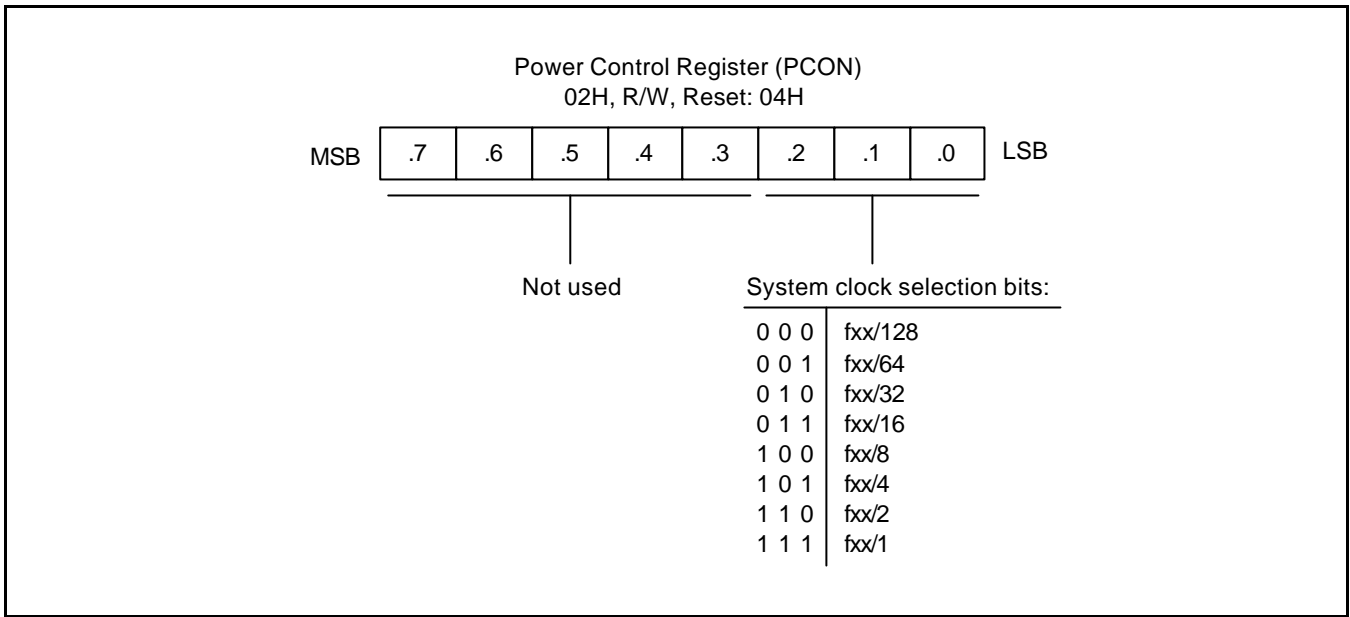 Power Control Register (PCON)
02H, R/W, Reset: 04H
MSB .7 .6 .5 .4 .3 .2 .1 .0 LSB
Not used
System clock selection bits:
0 0 0 fxx/128
0 0 1 fxx/64
0 1 0 fxx/32
0 1 1 fxx/16
1 0 0 fxx/8
1 0 1 fxx/4
1 1 0 fxx/2
1 1 1 fxx/1